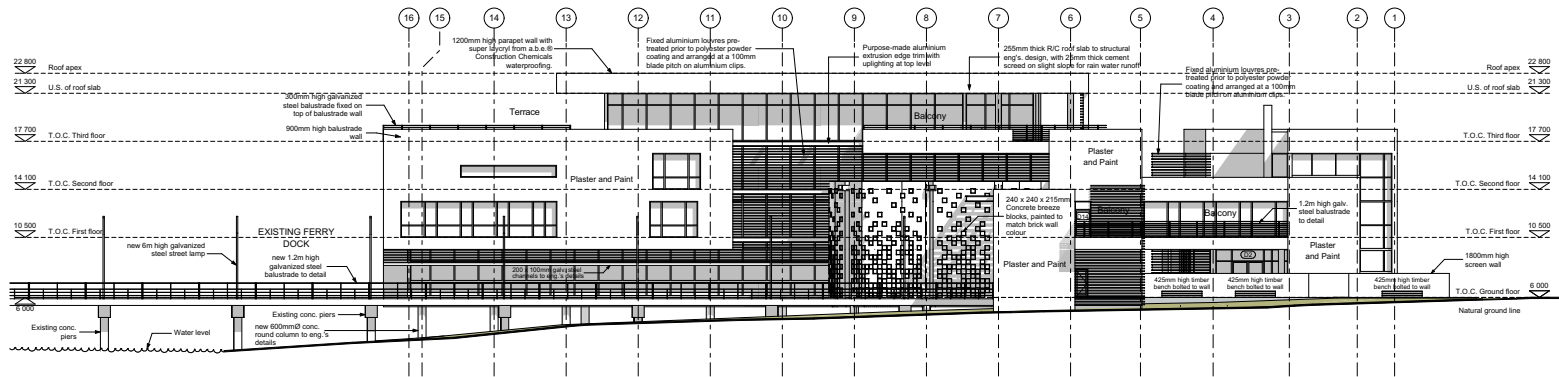 16
15
14
13
12
11
10
9
8
7
6
5
4
3
2
1
1200mm high parapet wall with
super laycryl from a.b.e.®
Construction Chemicals
waterproofing.
Fixed aluminium louvres pre-
treated prior to polyester powder
coating and arranged at a 100mm
blade pitch on aluminium clips.
Purpose-made aluminium
extrusion edge trim with
uplighting at top level
255mm thick R/C roof slab to structural
eng's. design, with 25mm thick cement
screed on slight slope for rain water runoff
Fixed aluminium louvres pre-
treated prior to polyester powder
coating and arranged at a 100mm
blade pitch on aluminium clips.
22 800
Roof apex
21 300
U.S. of roof slab
17 700
T.O.C. Third floor
14 100
T.O.C. Second floor
10 500
T.O.C. First floor
6 000
300mm high galvanized
steel balustrade fixed on
top of balustrade wall
900mm high balustrade
wall
Terrace
Balcony
Plaster and Paint
Plaster
and Paint
EXISTING FERRY
DOCK
new 6m high galvanized
steel street lamp
new 1.2m high
galvanized steel
balustrade to detail
200 x 100mm galv. steel
channels to eng.'s details
240 x 240 x 215mm
Concrete breeze
blocks, painted to
match brick wall
colour
D14
Balcony
Balcony
1.2m high galv.
steel balustrade
to detail
Plaster and Paint
D2
Plaster
and Paint
1800mm high
screen wall
425mm high timber
bench bolted to wall
425mm high timber
bench bolted to wall
425mm high timber
bench bolted to wall
Existing conc.
piers
Water level
Existing conc. piers
new 600mmØ conc.
round column to eng.'s
details
Roof apex
22 800
U.S. of roof slab
21 300
T.O.C. Third floor
17 700
T.O.C. Second floor
14 100
T.O.C. First floor
10 500
T.O.C. Ground floor
6 000
Natural ground line